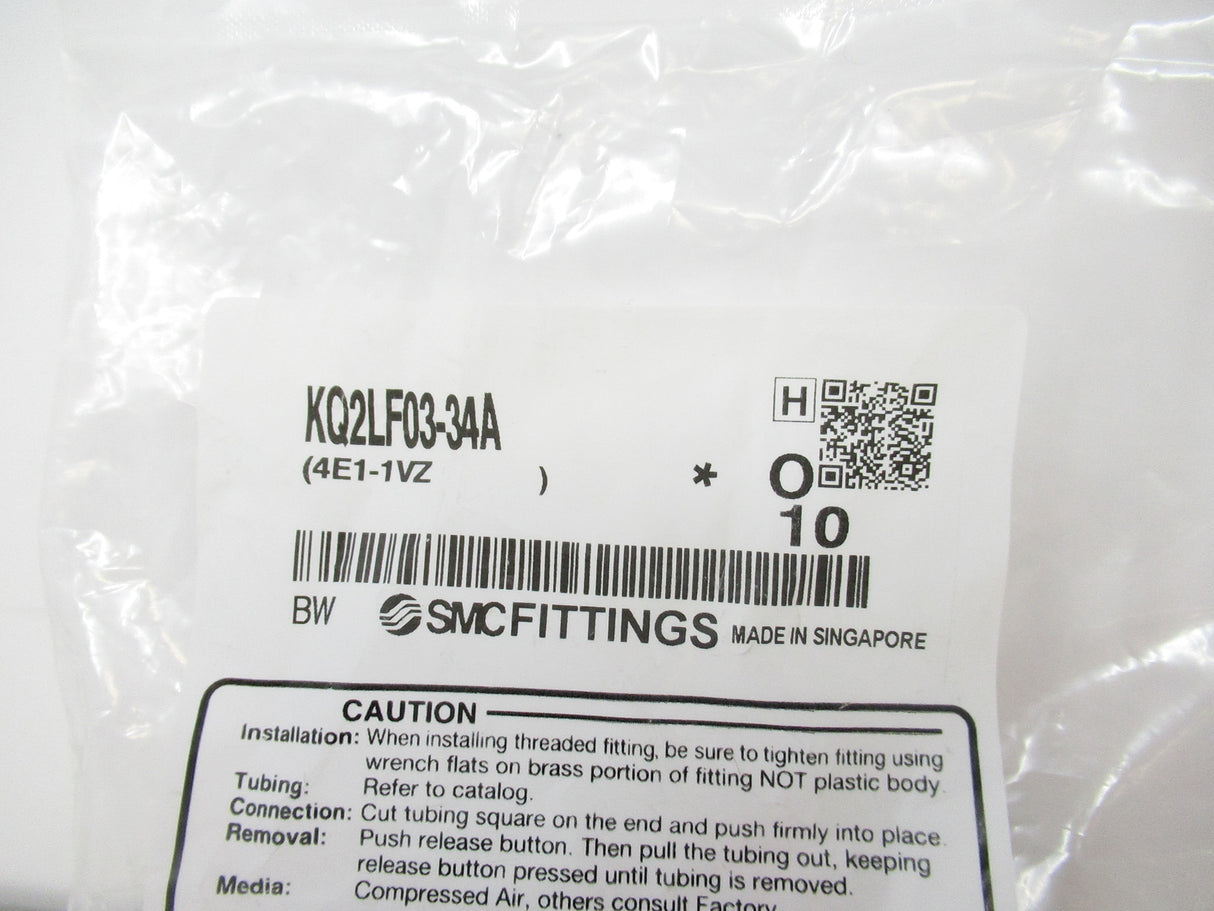 KQ2LF03-34A
H
(4E1-1VZ )
* O
10
BW SMC FITTINGS MADE IN SINGAPORE
CAUTION
Installation: When installing threaded fitting, be sure to tighten fitting using
wrench flats on brass portion of fitting NOT plastic body.
Tubing: Refer to catalog.
Connection: Cut tubing square on the end and push firmly into place.
Removal: Push release button. Then pull the tubing out, keeping
release button pressed until tubing is removed.
Media: Compressed Air, others consult Factory.